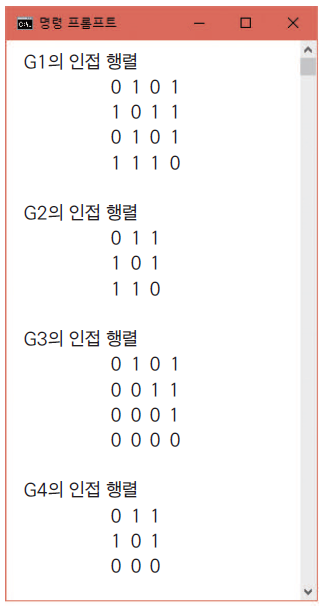 명령 프롬프트
G1의 인접 행렬
0 1 0 1
1 0 1 1
0 1 0 1
1 1 1 0
G2의 인접 행렬
0 1 1
1 0 1
1 1 0
G3의 인접 행렬
0 1 0 1
0 0 1 1
0 0 0 1
0 0 0 0
G4의 인접 행렬
0 1 1
1 0 1
0 0 0